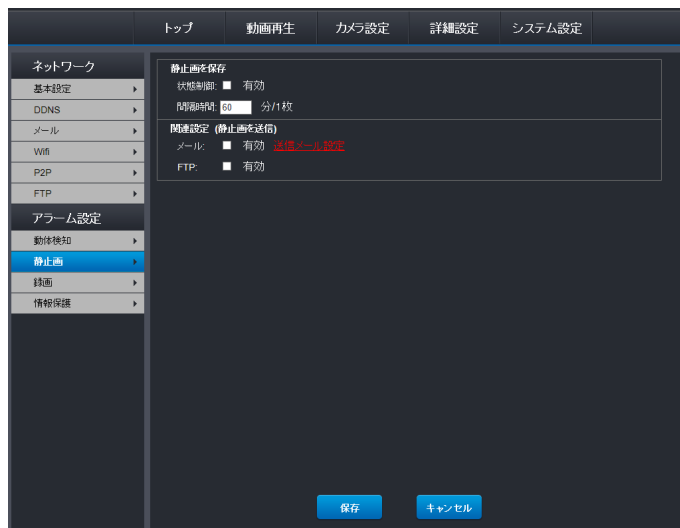 トップ 動画再生 カメラ設定 詳細設定 システム設定
ネットワーク
基本設定
DDNS
メール
Wifi
P2P
FTP
アラーム設定
動体検知
静止画
録画
情報保護
静止画を保存
状態制御: 有効
間隔時間: 60 分/1枚
関連設定 (静止画を送信)
メール: 有効 送信メール設定
FTP: 有効
保存 キャンセル